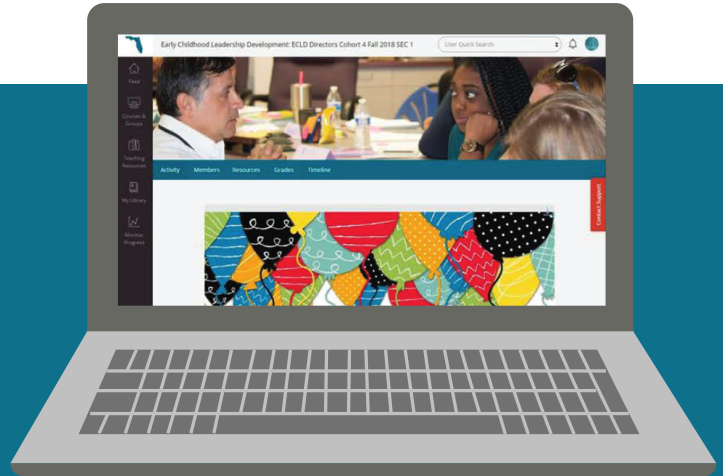 Early Childhood Leadership Development: ECLD Directors Cohort 4 Fall 2018 SEC 1
User Quick Search
Feed
Courses &
Groups
Teaching
Resources
My Library
Monitor
Progress
Activity Members Resources Grades Timeline
Contact Support